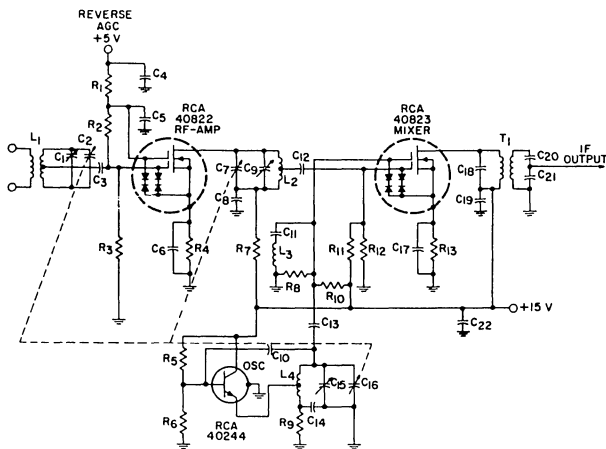 REVERSE
AGC
+5 V
R1
C4
R2
C5
RCA
40822
RF-AMP
RCA
40823
MIXER
L1
C1
C2
C3
C7
C9
C12
L2
C8
T1
C18
C19
C20
C21
IF
OUTPUT
R3
C6
R4
R7
C11
L3
R8
R11
R12
R10
C17
R13
+15 V
C22
C13
R5
C10
OSC
L4
C15
C16
R6
RCA
40244
R9
C14